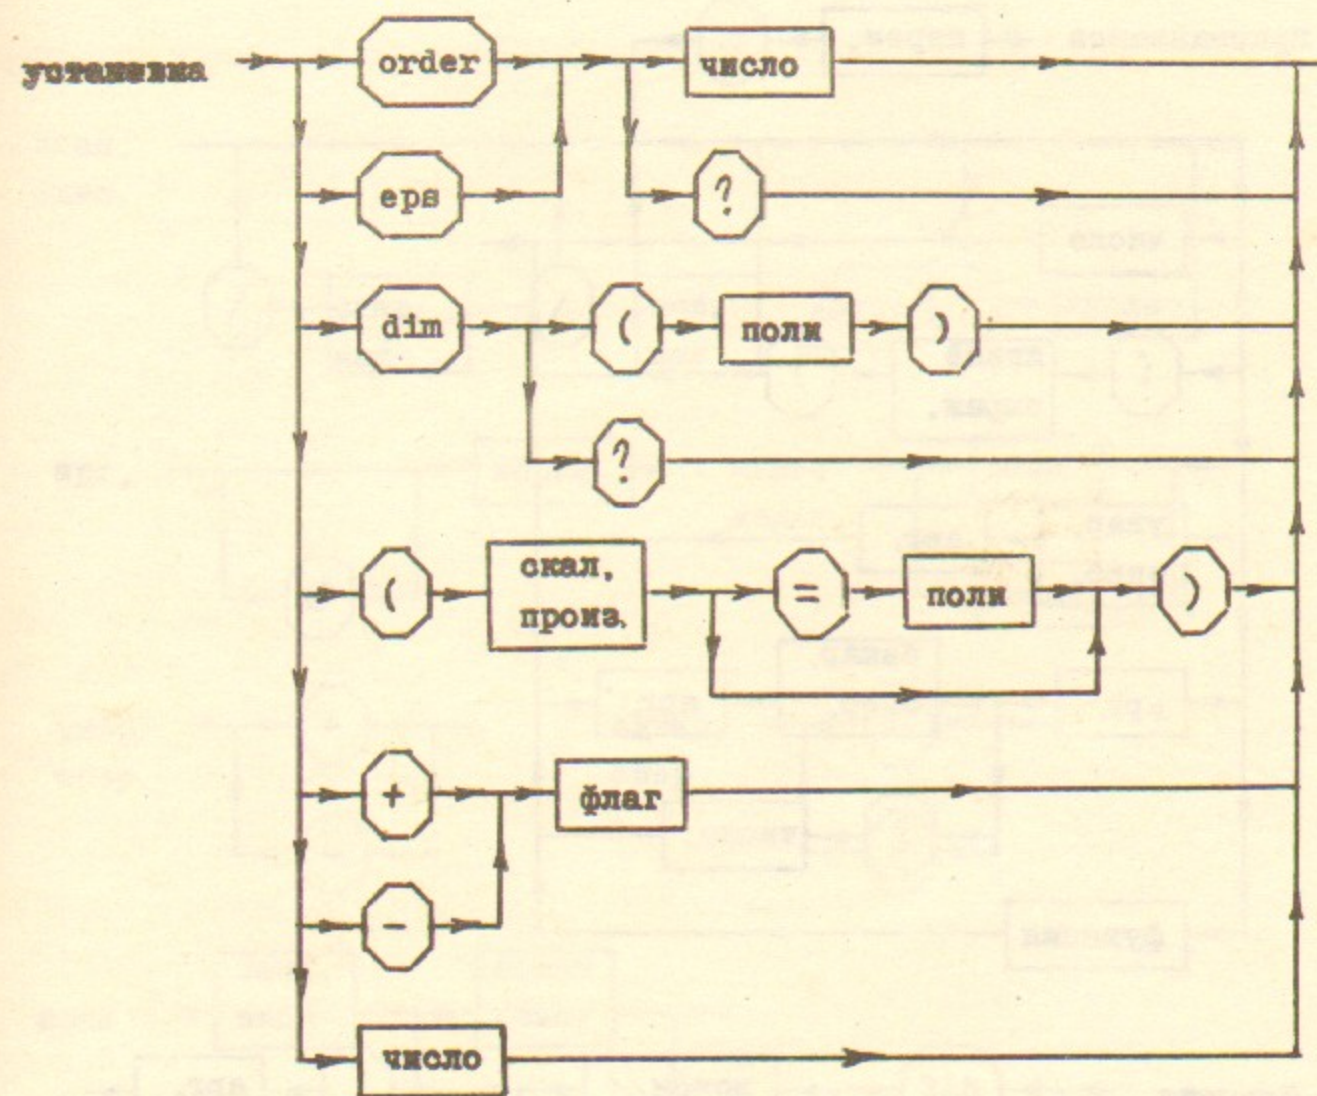 установка order число
eps ?
dim ( поли )
?
( скал, произ. = поли )
+ флаг
-
число